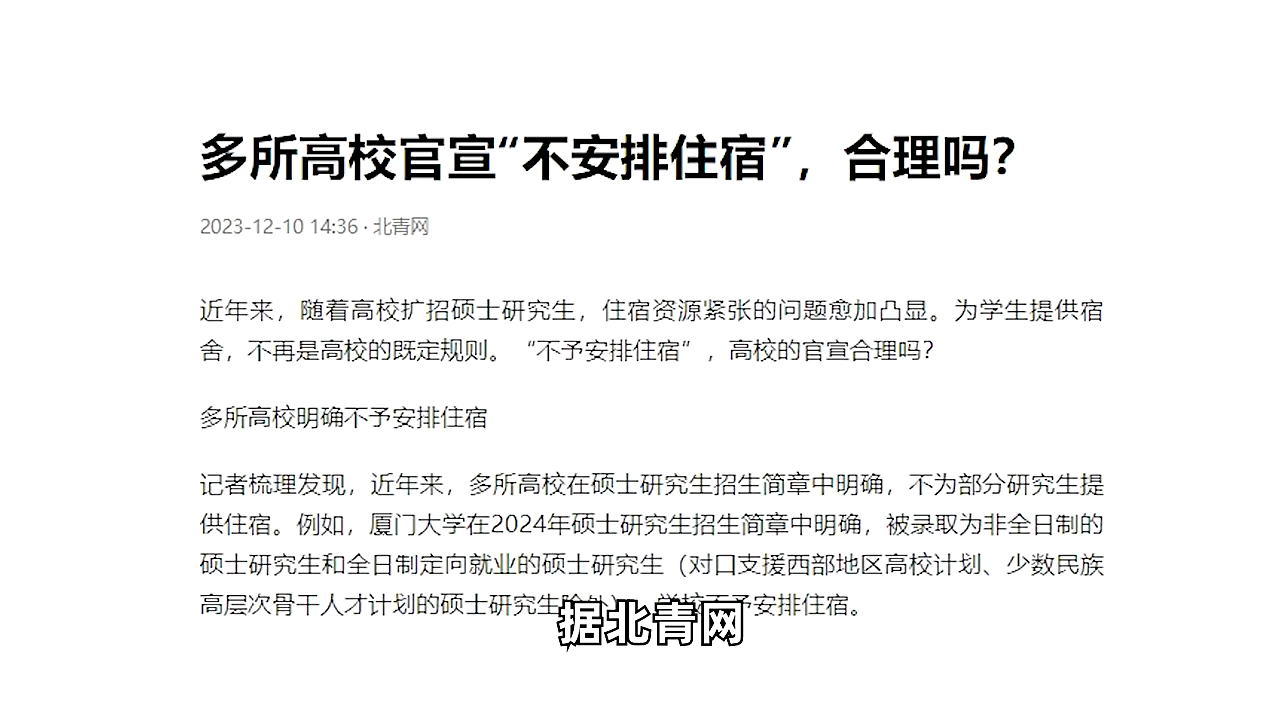 多所高校官宣“不安排住宿”，合理吗？
2023-12-10 14:36 · 北青网
近年来，随着高校扩招硕士研究生，住宿资源紧张的问题愈加凸显。为学生提供宿
舍，不再是高校的既定规则。“不予安排住宿”，高校的官宣合理吗？
多所高校明确不予安排住宿
记者梳理发现，近年来，多所高校在硕士研究生招生简章中明确，不为部分研究生提
供住宿。例如，厦门大学在2024年硕士研究生招生简章中明确，被录取为非全日制的
硕士研究生和全日制定向就业的硕士研究生（对口支援西部地区高校计划、少数民族
高层次骨干人才计划的硕士研究生除外），学校不予安排住宿。
据北青网